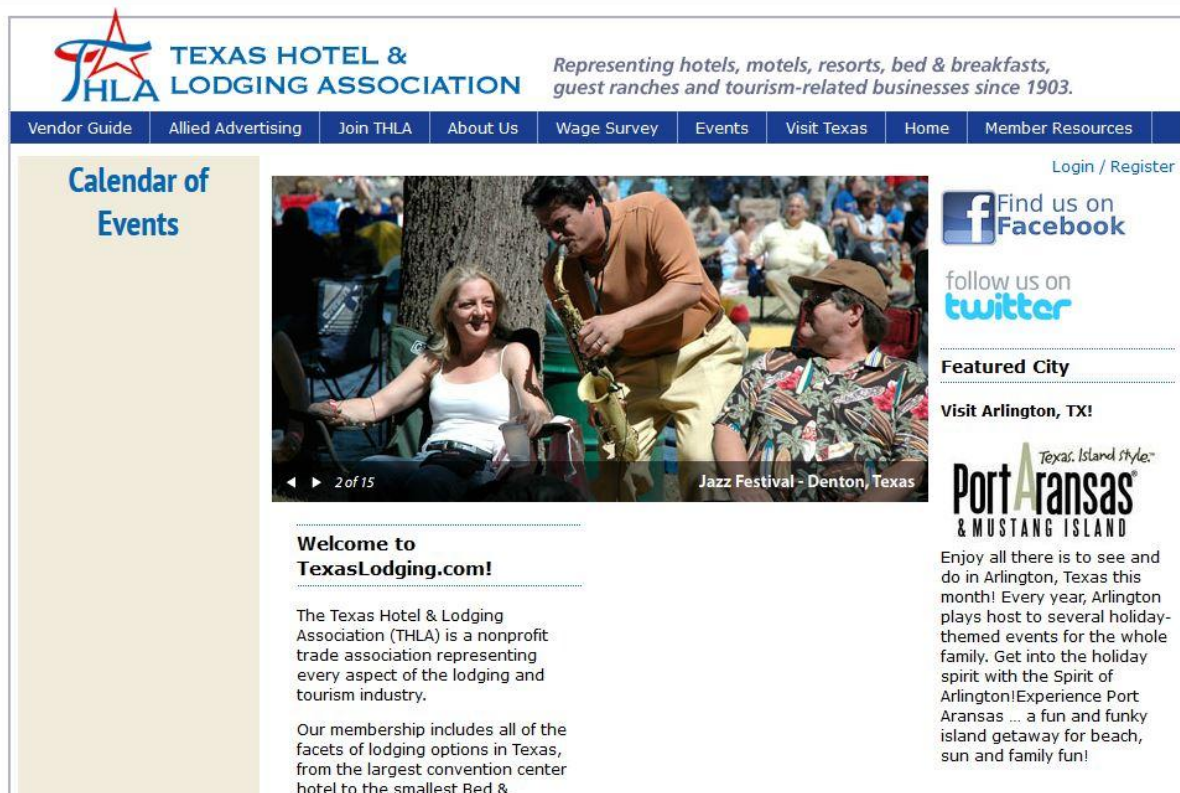 THLA
TEXAS HOTEL &
LODGING ASSOCIATION
Representing hotels, motels, resorts, bed & breakfasts,
guest ranches and tourism-related businesses since 1903.
Vendor Guide
Allied Advertising
Join THLA
About Us
Wage Survey
Events
Visit Texas
Home
Member Resources
Calendar of
Events
2 of 15
Jazz Festival - Denton, Texas
Welcome to
TexasLodging.com!
The Texas Hotel & Lodging
Association (THLA) is a nonprofit
trade association representing
every aspect of the lodging and
tourism industry.
Our membership includes all of the
facets of lodging options in Texas,
from the largest convention center
hotel to the smallest Bed &
Login / Register
f Find us on
Facebook
follow us on
twitter
Featured City
Visit Arlington, TX!
Texas. Island Style.™
Port Aransas®
& MUSTANG ISLAND
Enjoy all there is to see and
do in Arlington, Texas this
month! Every year, Arlington
plays host to several holiday-
themed events for the whole
family. Get into the holiday
spirit with the Spirit of
Arlington!Experience Port
Aransas ... a fun and funky
island getaway for beach,
sun and family fun!